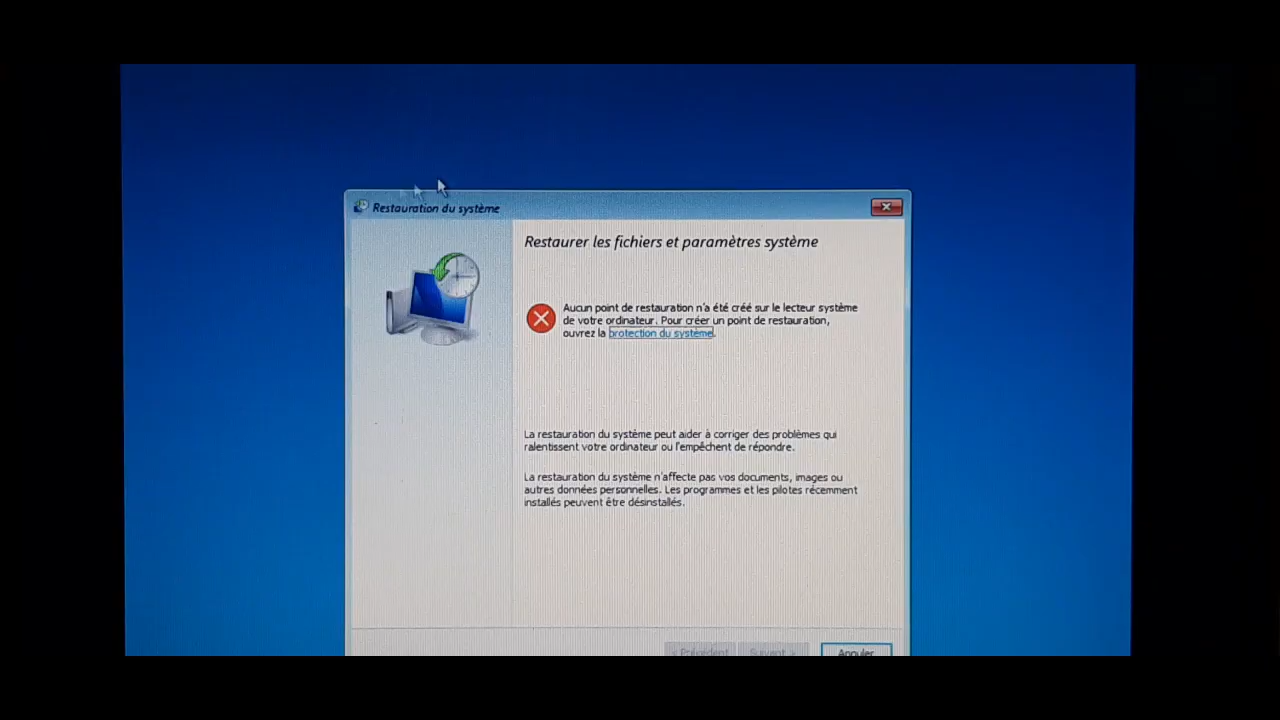 Restauration du système
Restaurer les fichiers et paramètres système
Aucun point de restauration n'a été créé sur le lecteur système
de votre ordinateur. Pour créer un point de restauration,
ouvrez la protection du système.
La restauration du système peut aider à corriger des problèmes qui
ralentissent votre ordinateur ou l'empêchent de répondre.
La restauration du système n'affecte pas vos documents, images ou
autres données personnelles. Les programmes et les pilotes récemment
installés peuvent être désinstallés.
< Précédent Suivant > Annuler